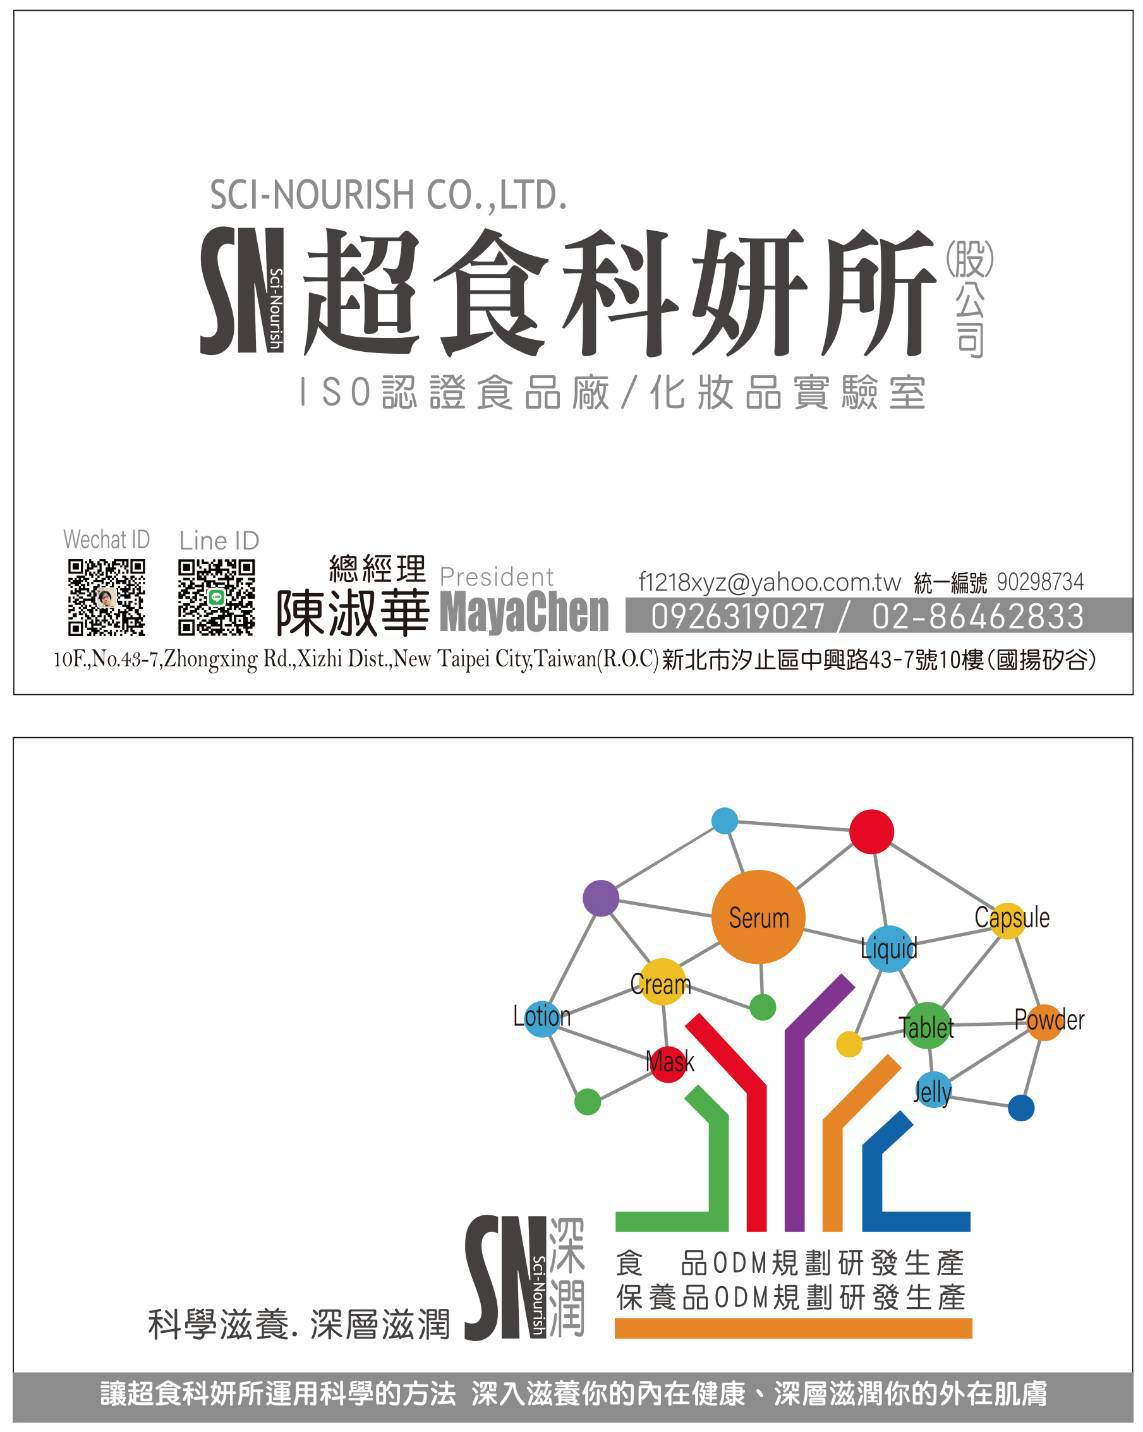 SCI-NOURISH CO.,LTD.
SN Sci-Nourish 超食科妍所 (股)公司
ISO認證食品廠/化妝品實驗室
Wechat ID
Line ID
總經理 President
陳淑華 MayaChen
f1218xyz@yahoo.com.tw 統一編號 90298734
0926319027 / 02-86462833
10F.,No.43-7,Zhongxing Rd.,Xizhi Dist.,New Taipei City,Taiwan(R.O.C) 新北市汐止區中興路43-7號10樓(國揚矽谷)
Serum
Capsule
Liquid
Cream
Lotion
Tablet
Powder
Mask
Jelly
食 品ODM規劃研發生產
保養品ODM規劃研發生產
科學滋養.深層滋潤 SN Sci-Nourish 深潤
讓超食科妍所運用科學的方法 深入滋養你的內在健康、深層滋潤你的外在肌膚